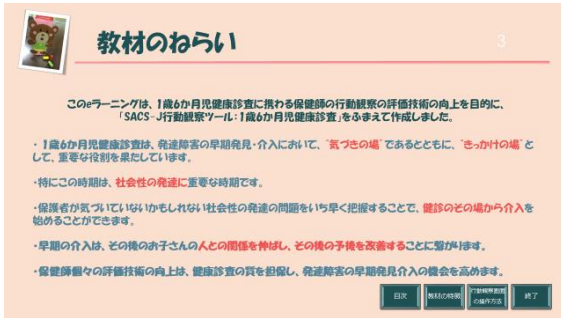 教材のねらい
3
このeラーニングは、1歳6か月児健康診査に携わる保健師の行動観察の評価技術の向上を目的に、
「SACS-J行動観察ツール:1歳6か月児健康診査」をふまえて作成しました。
・1歳6か月児健康診査は、発達障害の早期発見・介入において、"気づきの場"であるとともに、"きっかけの場"と
して、重要な役割を果たしています。
・特にこの時期は、社会性の発達に重要な時期です。
・保護者が気づいていないかもしれない社会性の発達の問題をいち早く把握することで、健診のその場から介入を
始めることができます。
・早期の介入は、その後のお子さんの人との関係を伸ばし、その後の予後を改善することに繋がります。
・保健師個々の評価技術の向上は、健康診査の質を担保し、発達障害の早期発見介入の機会を高めます。
目次
教材の特徴
行動観察画面
の操作方法
終了